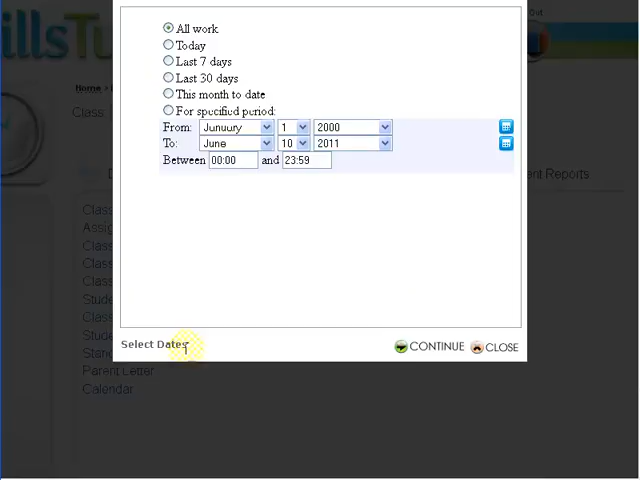 illsTu
Home
Class
ent Reports
Class
Assig
Class
Class
Class
Stude
Class
Stude
Stand
Parent Letter
Calendar
All work
Today
Last 7 days
Last 30 days
This month to date
For specified period:
From: January 1 2000
To: June 10 2011
Between 00:00 and 23:59
Select Dates
CONTINUE CLOSE